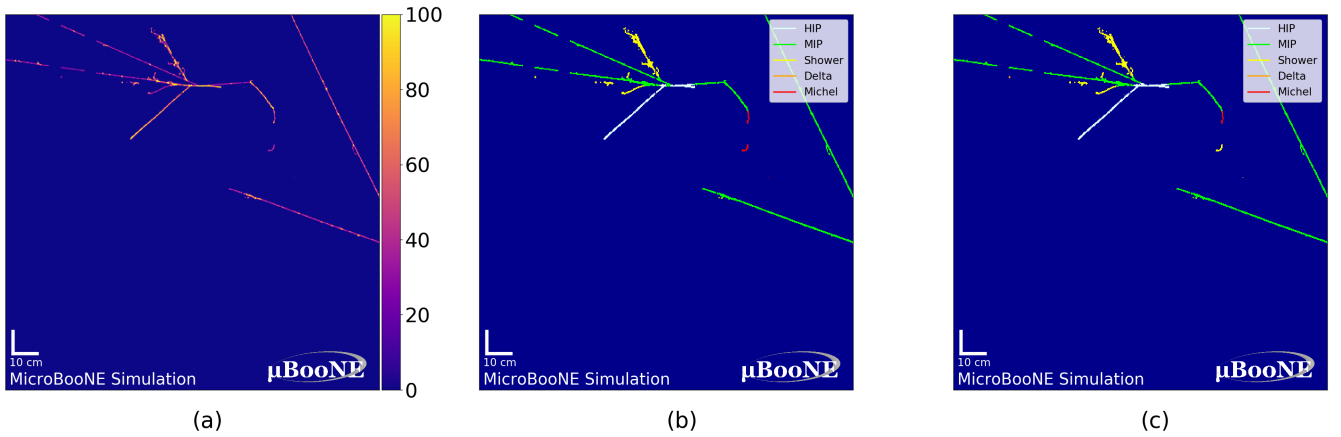 100
80
60
40
20
0
10 cm
MicroBooNE Simulation
µBooNE
(a)
HIP
MIP
Shower
Delta
Michel
10 cm
MicroBooNE Simulation
µBooNE
(b)
HIP
MIP
Shower
Delta
Michel
10 cm
MicroBooNE Simulation
µBooNE
(c)